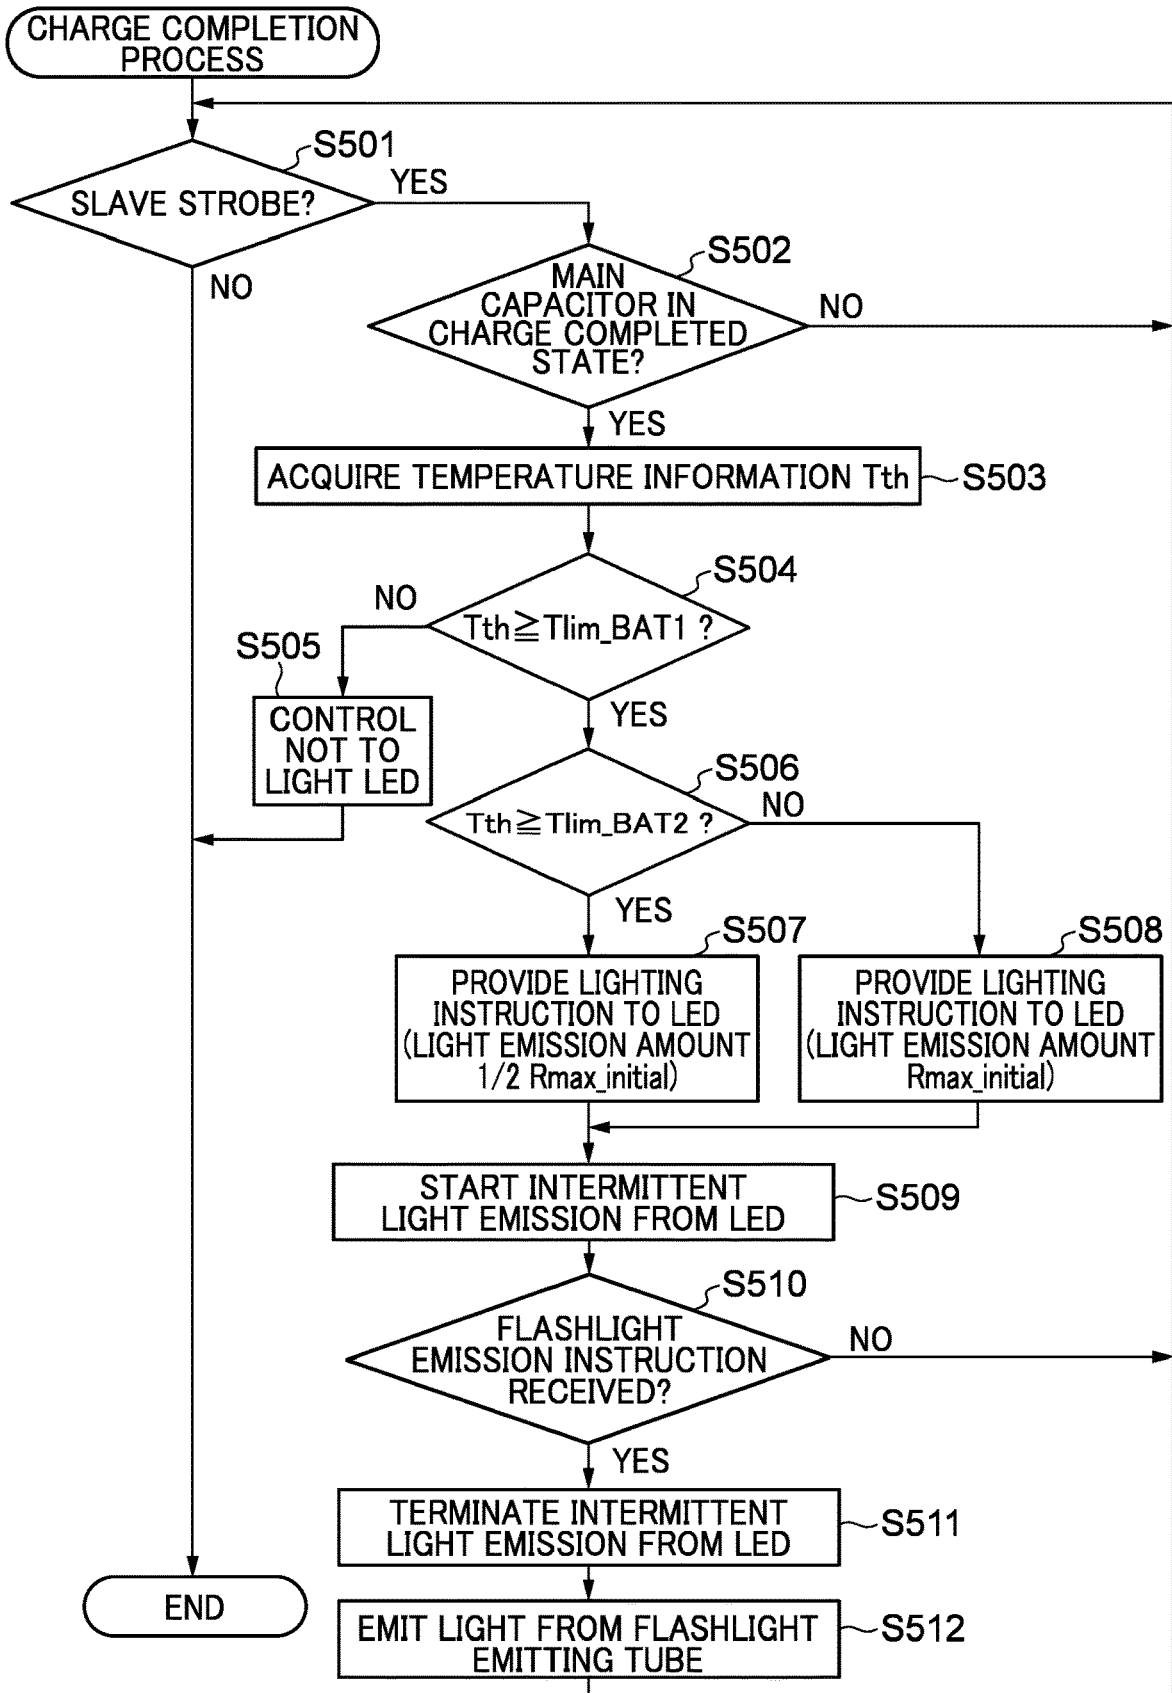 CHARGE COMPLETION
PROCESS
S501
SLAVE STROBE?
YES
NO
S502
MAIN
CAPACITOR IN
CHARGE COMPLETED
STATE?
NO
YES
ACQUIRE TEMPERATURE INFORMATION Tth
S503
S504
Tth≧Tlim_BAT1 ?
NO
YES
S505
CONTROL
NOT TO
LIGHT LED
S506
Tth≧Tlim_BAT2 ?
NO
YES
S507
PROVIDE LIGHTING
INSTRUCTION TO LED
(LIGHT EMISSION AMOUNT
1/2 Rmax_initial)
S508
PROVIDE LIGHTING
INSTRUCTION TO LED
(LIGHT EMISSION AMOUNT
Rmax_initial)
START INTERMITTENT
LIGHT EMISSION FROM LED
S509
S510
FLASHLIGHT
EMISSION INSTRUCTION
RECEIVED?
NO
YES
TERMINATE INTERMITTENT
LIGHT EMISSION FROM LED
S511
END
EMIT LIGHT FROM FLASHLIGHT
EMITTING TUBE
S512